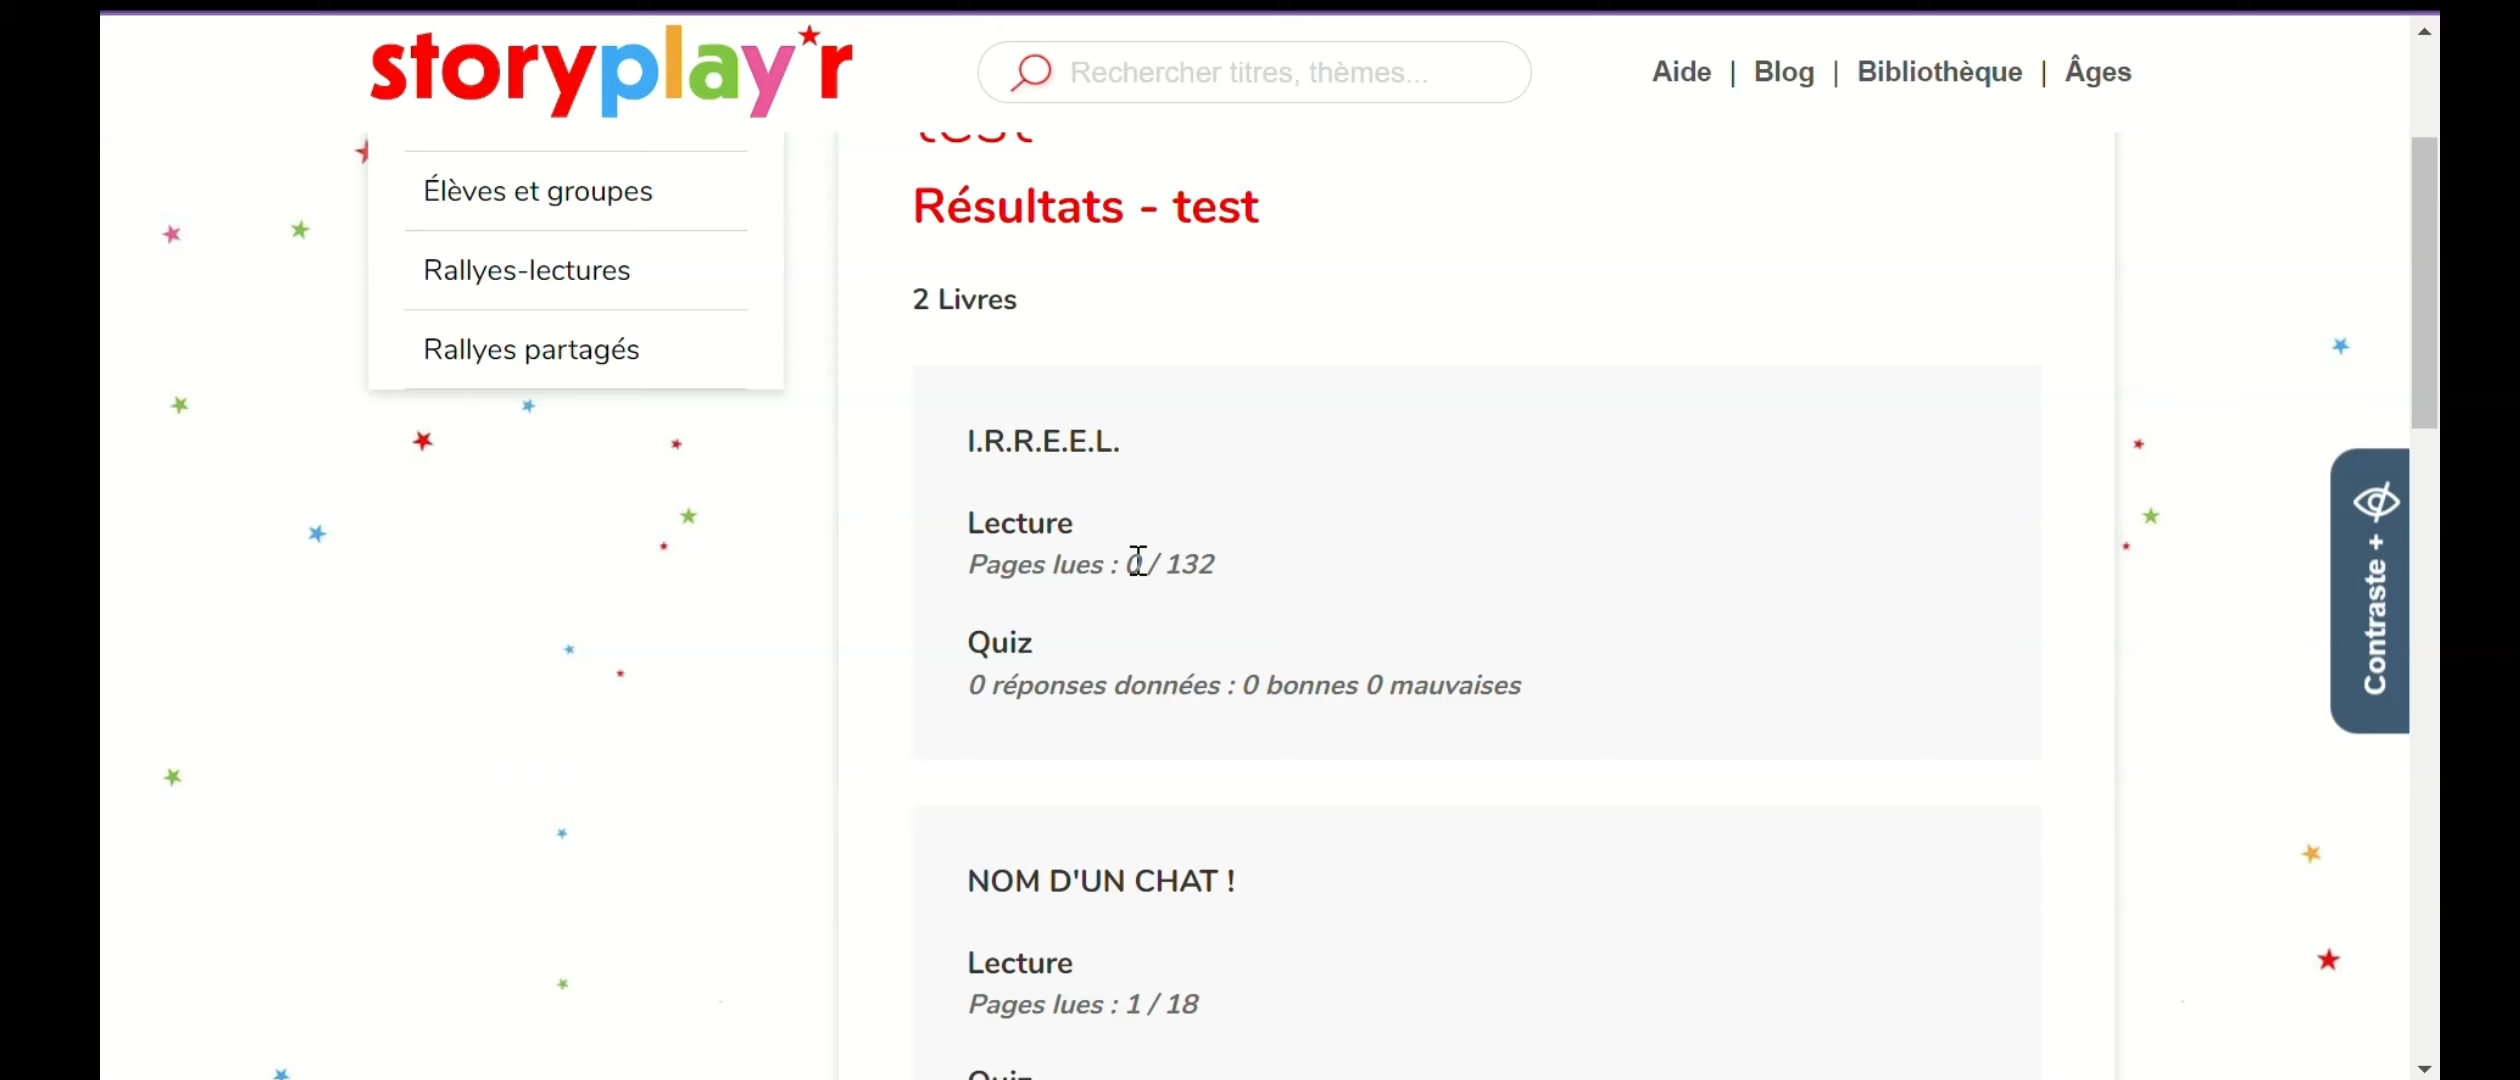 storyplay'r
Rechercher titres, thèmes...
Aide | Blog | Bibliothèque | Âges
Élèves et groupes
Rallyes-lectures
Rallyes partagés
test
Résultats - test
2 Livres
I.R.R.E.E.L.
Lecture
Pages lues : 0 / 132
Quiz
0 réponses données : 0 bonnes 0 mauvaises
NOM D'UN CHAT !
Lecture
Pages lues : 1 / 18
Quiz
Contraste +